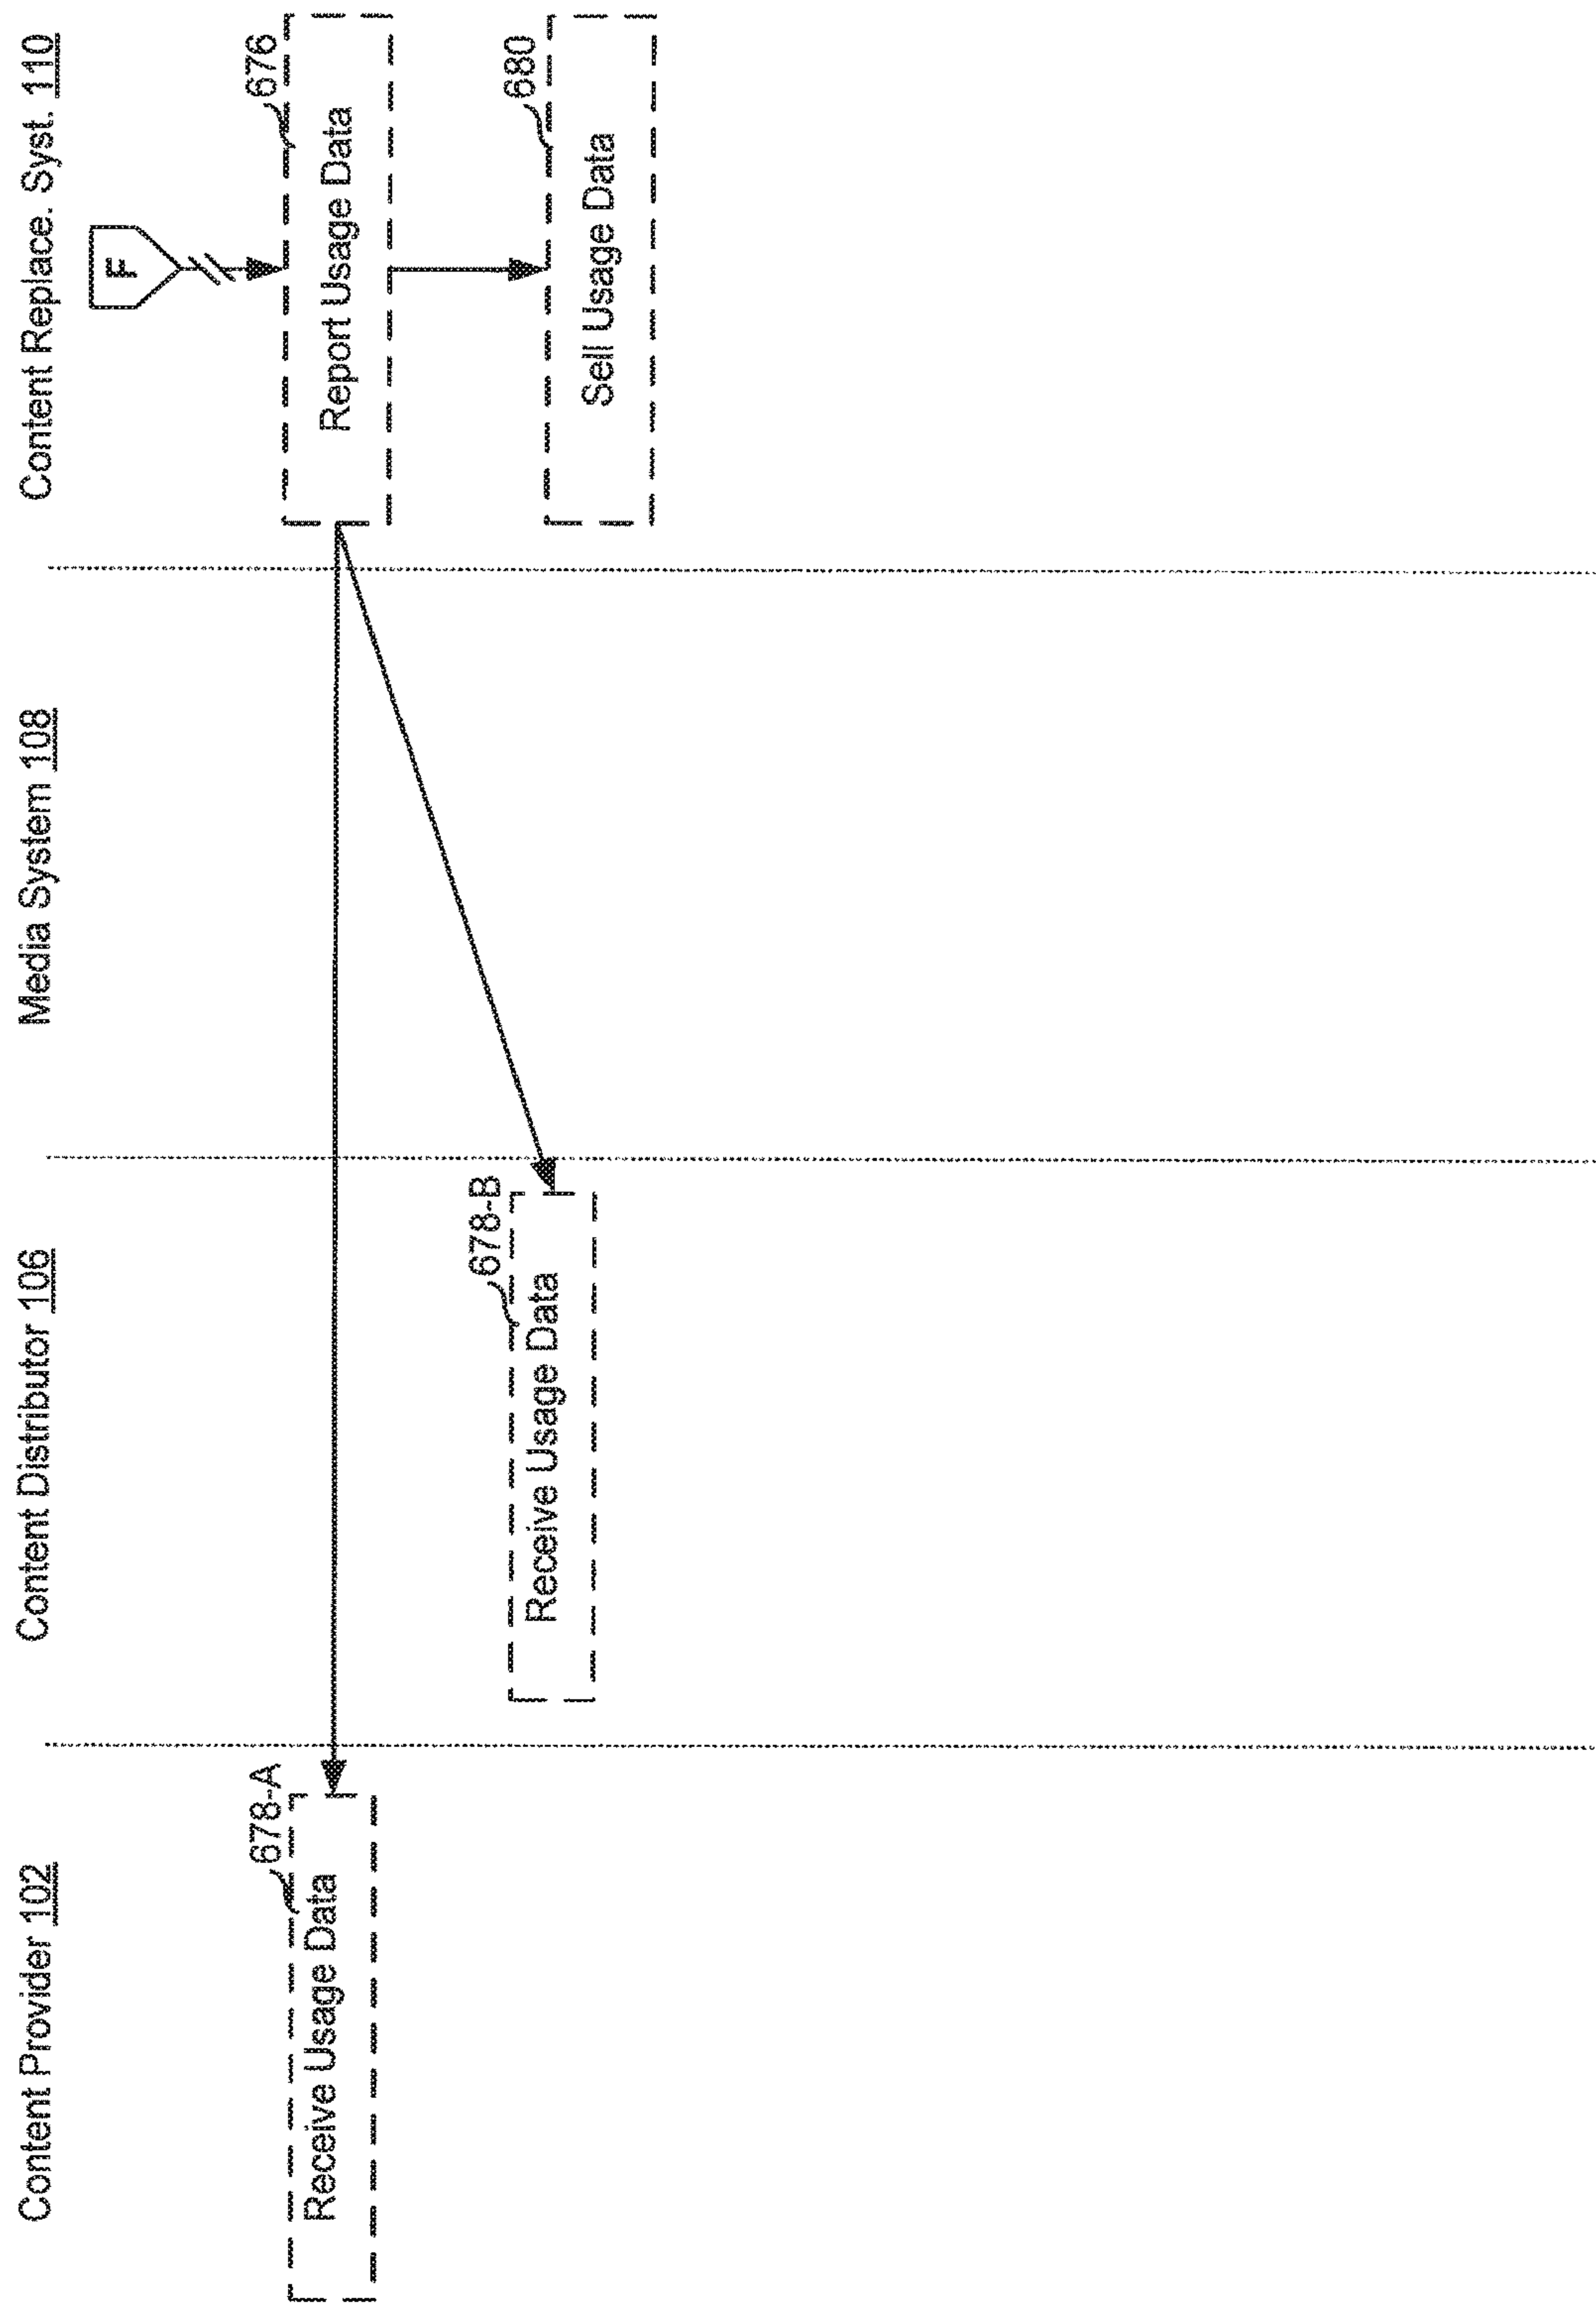 Content Provider 102
Content Distributor 106
Media System 108
Content Replace. Syst. 110
F
678-A
Receive Usage Data
676
Report Usage Data
678-B
Receive Usage Data
680
Sell Usage Data